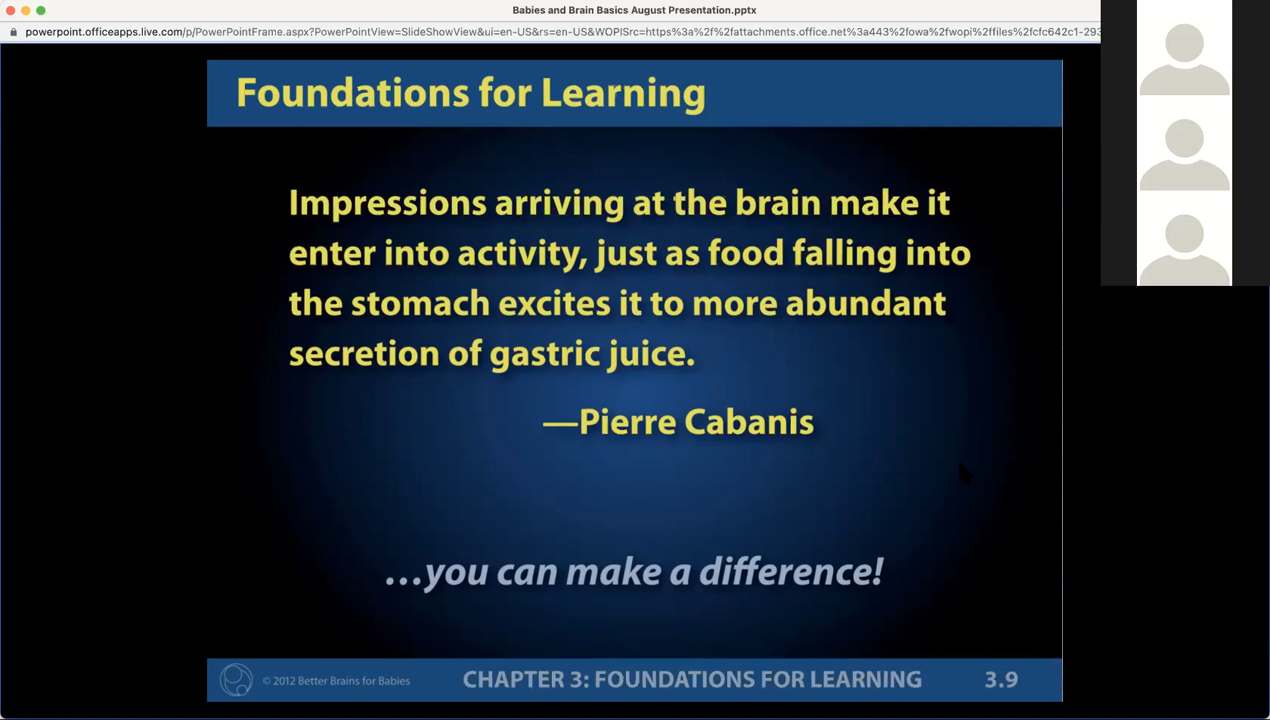 Babies and Brain Basics August Presentation.pptx
powerpoint.officeapps.live.com/p/PowerPointFrame.aspx?PowerPointView=SlideShowView&ui=en-US&rs=en-US&WOPISrc=https%3a%2f%2fattachments.office.net%3a443%2fowa%2fwopi%2ffiles%2fcfc642c1-293
Foundations for Learning
Impressions arriving at the brain make it
enter into activity, just as food falling into
the stomach excites it to more abundant
secretion of gastric juice.
—Pierre Cabanis
...you can make a difference!
© 2012 Better Brains for Babies
CHAPTER 3: FOUNDATIONS FOR LEARNING
3.9